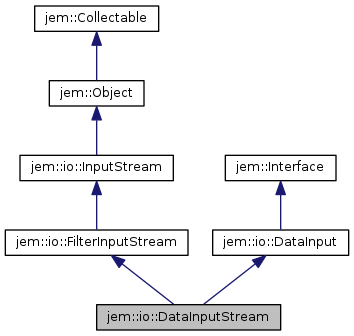 jem::Collectable
jem::Object
jem::io::InputStream
jem::Interface
jem::io::FilterInputStream
jem::io::DataInput
jem::io::DataInputStream